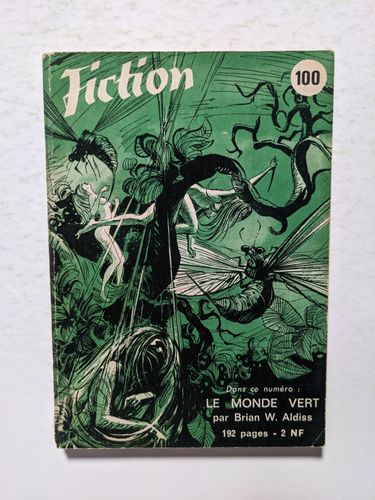 Fiction
100
Dans ce numéro :
LE MONDE VERT
par Brian W. Aldiss
192 pages - 2 NF